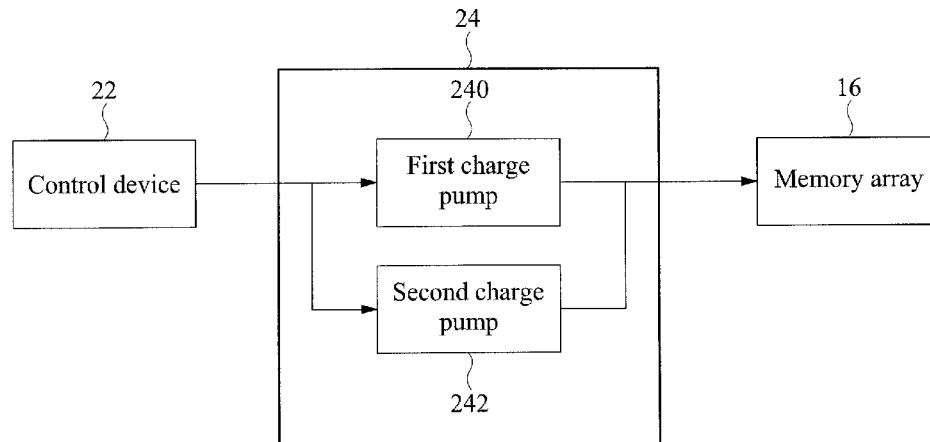 24
22
240
16
Control device
First charge
pump
Memory array
Second charge
pump
242